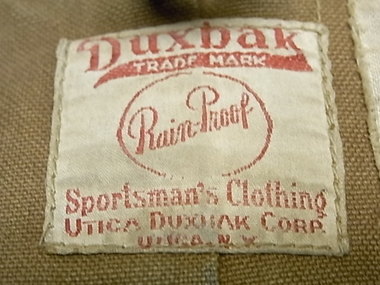 Duxbak
TRADE MARK
Rain-Proof
Sportsman's Clothing
UTICA DUXBAK CORP.
UTICA, N.Y.